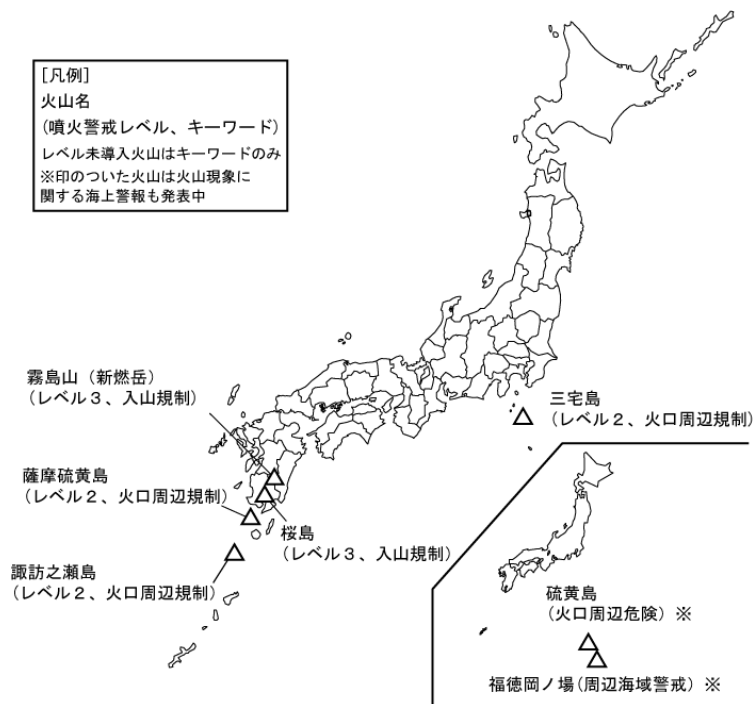 [凡例]
火山名
(噴火警戒レベル、キーワード)
レベル未導入火山はキーワードのみ
※印のついた火山は火山現象に
関する海上警報も発表中
霧島山(新燃岳)
(レベル3、入山規制)
三宅島
(レベル2、火口周辺規制)
薩摩硫黄島
(レベル2、火口周辺規制)
桜島
(レベル3、入山規制)
諏訪之瀬島
(レベル2、火口周辺規制)
硫黄島
(火口周辺危険)※
福徳岡ノ場(周辺海域警戒)※